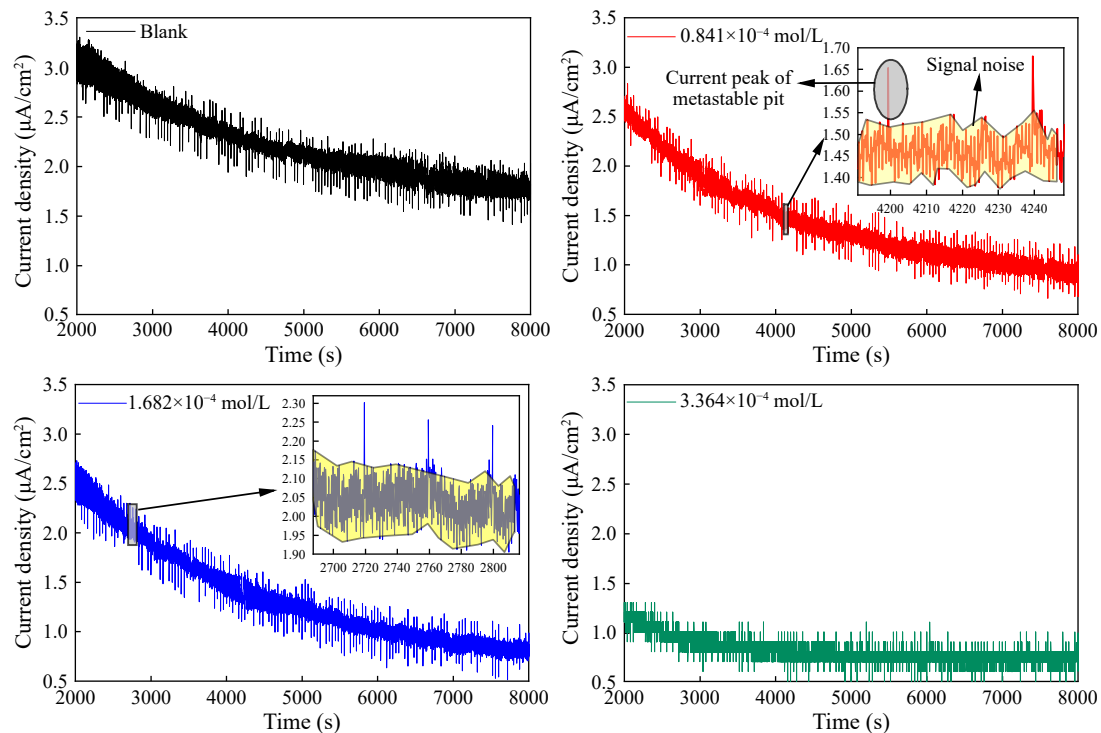 Blank
Current density (μA/cm²)
3.5
3.0
2.5
2.0
1.5
1.0
0.5
2000 3000 4000 5000 6000 7000 8000
Time (s)
0.841×10⁻⁴ mol/L
Current peak of
metastable pit
Signal noise
1.70
1.65
1.60
1.55
1.50
1.45
1.40
4200 4210 4220 4230 4240
Current density (μA/cm²)
3.5
3.0
2.5
2.0
1.5
1.0
0.5
2000 3000 4000 5000 6000 7000 8000
Time (s)
1.682×10⁻⁴ mol/L
2.30
2.25
2.20
2.15
2.10
2.05
2.00
1.95
1.90
2700 2720 2740 2760 2780 2800
Current density (μA/cm²)
3.5
3.0
2.5
2.0
1.5
1.0
0.5
2000 3000 4000 5000 6000 7000 8000
Time (s)
3.364×10⁻⁴ mol/L
Current density (μA/cm²)
3.5
3.0
2.5
2.0
1.5
1.0
0.5
2000 3000 4000 5000 6000 7000 8000
Time (s)